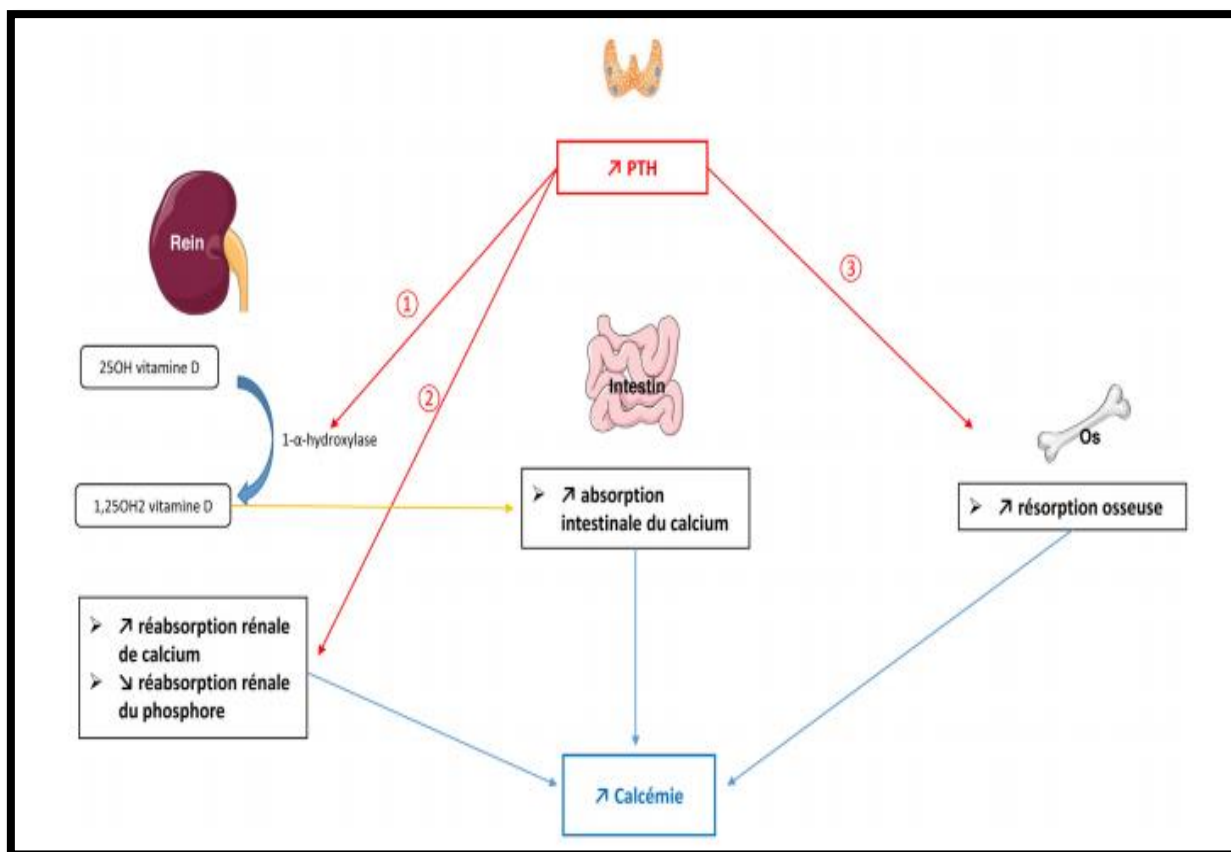 ↗ PTH
Rein
①
③
25OH vitamine D
②
Intestin
1-α-hydroxylase
Os
1,25OH2 vitamine D
➢ ↗ absorption
intestinale du calcium
➢ ↗ résorption osseuse
➢ ↗ réabsorption rénale
de calcium
➢ ↘ réabsorption rénale
du phosphore
↗ Calcémie